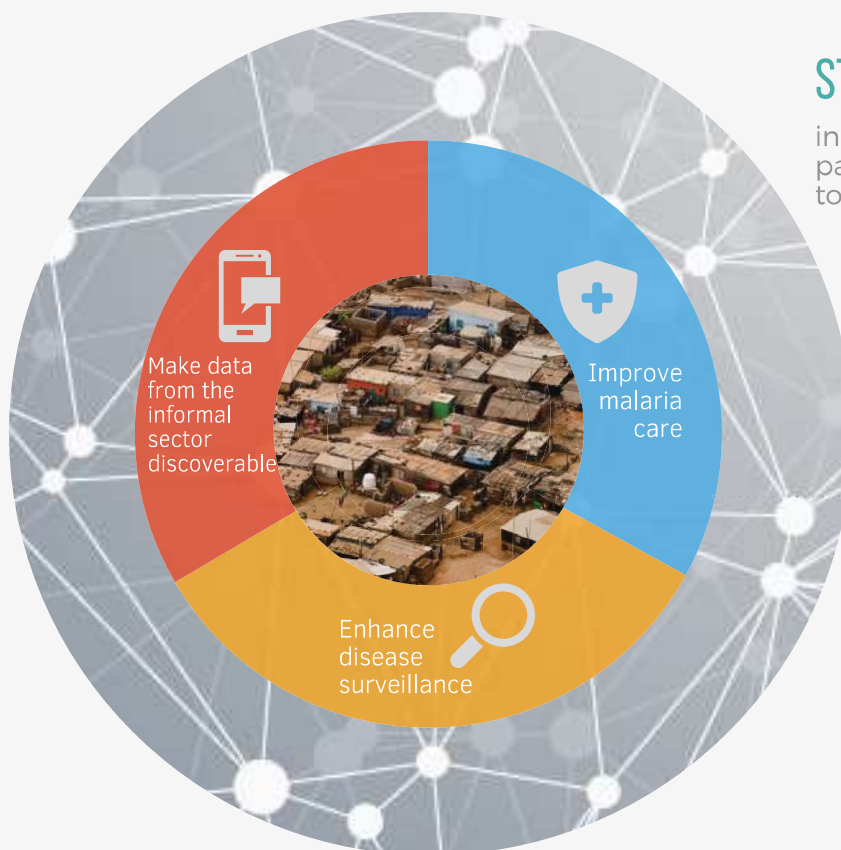 Make data
from the
informal
sector
discoverable
Improve
malaria
care
Enhance
disease
surveillance